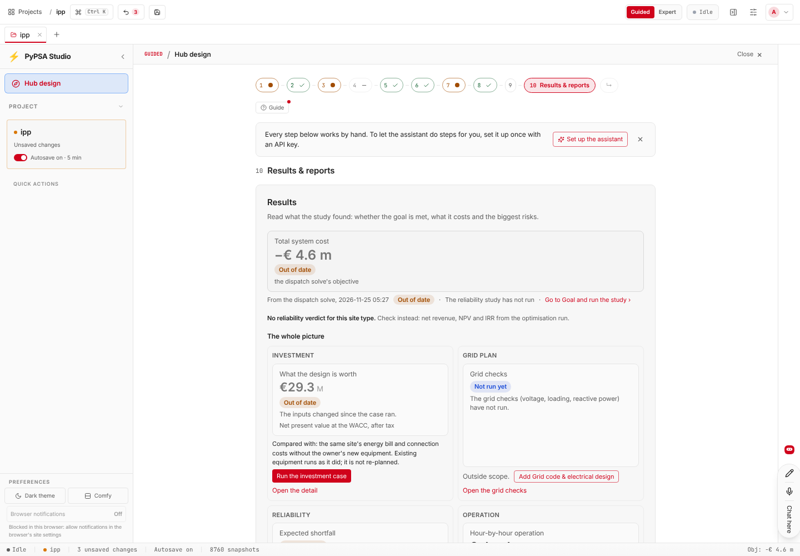 Projects / ipp Ctrl K 3 Guided Expert Idle A
ipp
PyPSA Studio
Hub design
PROJECT
ipp
Unsaved changes
Autosave on · 5 min
QUICK ACTIONS
GUIDED / Hub design Close
1 2 3 4 5 6 7 8 9 10 Results & reports
Guide
Every step below works by hand. To let the assistant do steps for you, set it up once with
an API key.
Set up the assistant
10 Results & reports
Results
Read what the study found: whether the goal is met, what it costs and the biggest risks.
Total system cost
−€ 4.6 m
Out of date
the dispatch solve's objective
From the dispatch solve, 2026-11-25 05:27 Out of date · The reliability study has not run · Go to Goal and run the study ›
No reliability verdict for this site type. Check instead: net revenue, NPV and IRR from the optimisation run.
The whole picture
INVESTMENT
What the design is worth
€29.3 M
Out of date
The inputs changed since the case ran.
Net present value at the WACC, after tax
Compared with: the same site's energy bill and connection
costs without the owner's new equipment. Existing
equipment runs as it did; it is not re-planned.
Run the investment case
Open the detail
GRID PLAN
Grid checks
Not run yet
The grid checks (voltage, loading, reactive power)
have not run.
Outside scope. Add Grid code & electrical design
Open the grid checks
RELIABILITY
Expected shortfall
OPERATION
Hour-by-hour operation
PREFERENCES
Dark theme Comfy
Browser notifications Off
Blocked in this browser: allow notifications in the
browser's site settings
Chat here
Idle ipp 3 unsaved changes Autosave on 8760 snapshots Obj: −€ 4.6 m